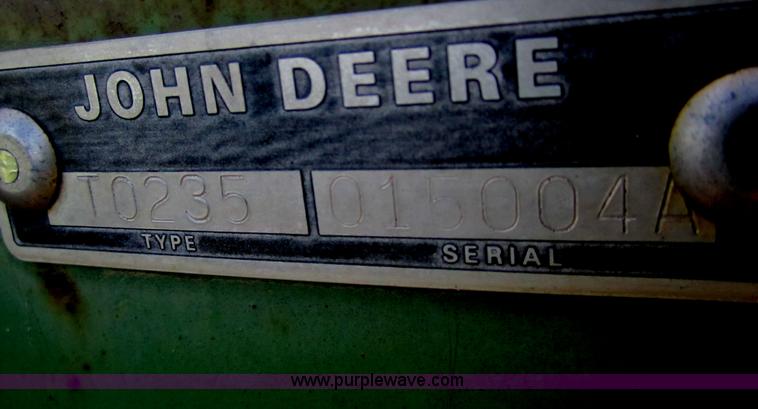 JOHN DEERE
T0235 015004A
TYPE SERIAL
www.purplewave.com